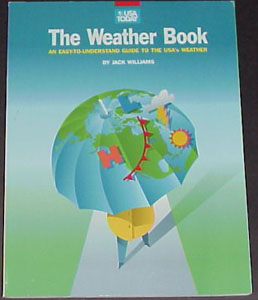 USA
TODAY
The Weather Book
AN EASY-TO-UNDERSTAND GUIDE TO THE USA's WEATHER
BY JACK WILLIAMS
H